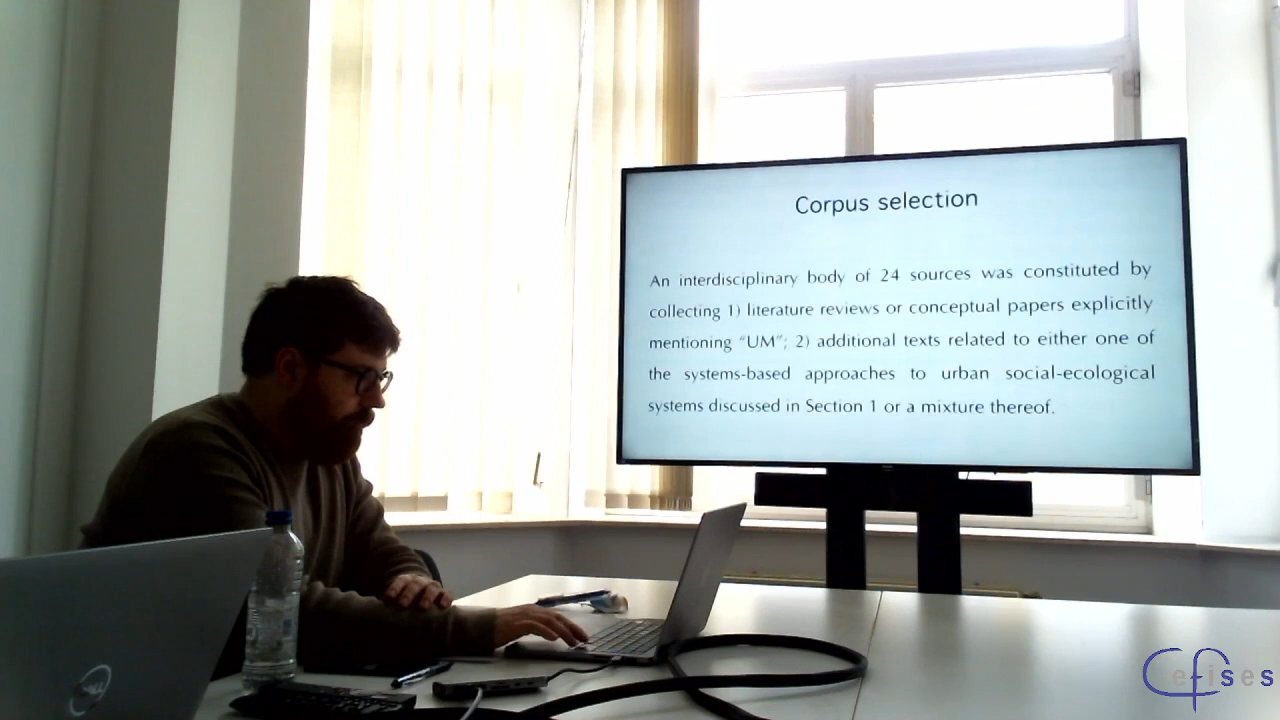 Corpus selection
An interdisciplinary body of 24 sources was constituted by
collecting 1) literature reviews or conceptual papers explicitly
mentioning “UM”; 2) additional texts related to either one of
the systems-based approaches to urban social-ecological
systems discussed in Section 1 or a mixture thereof.
DELL
Cefises